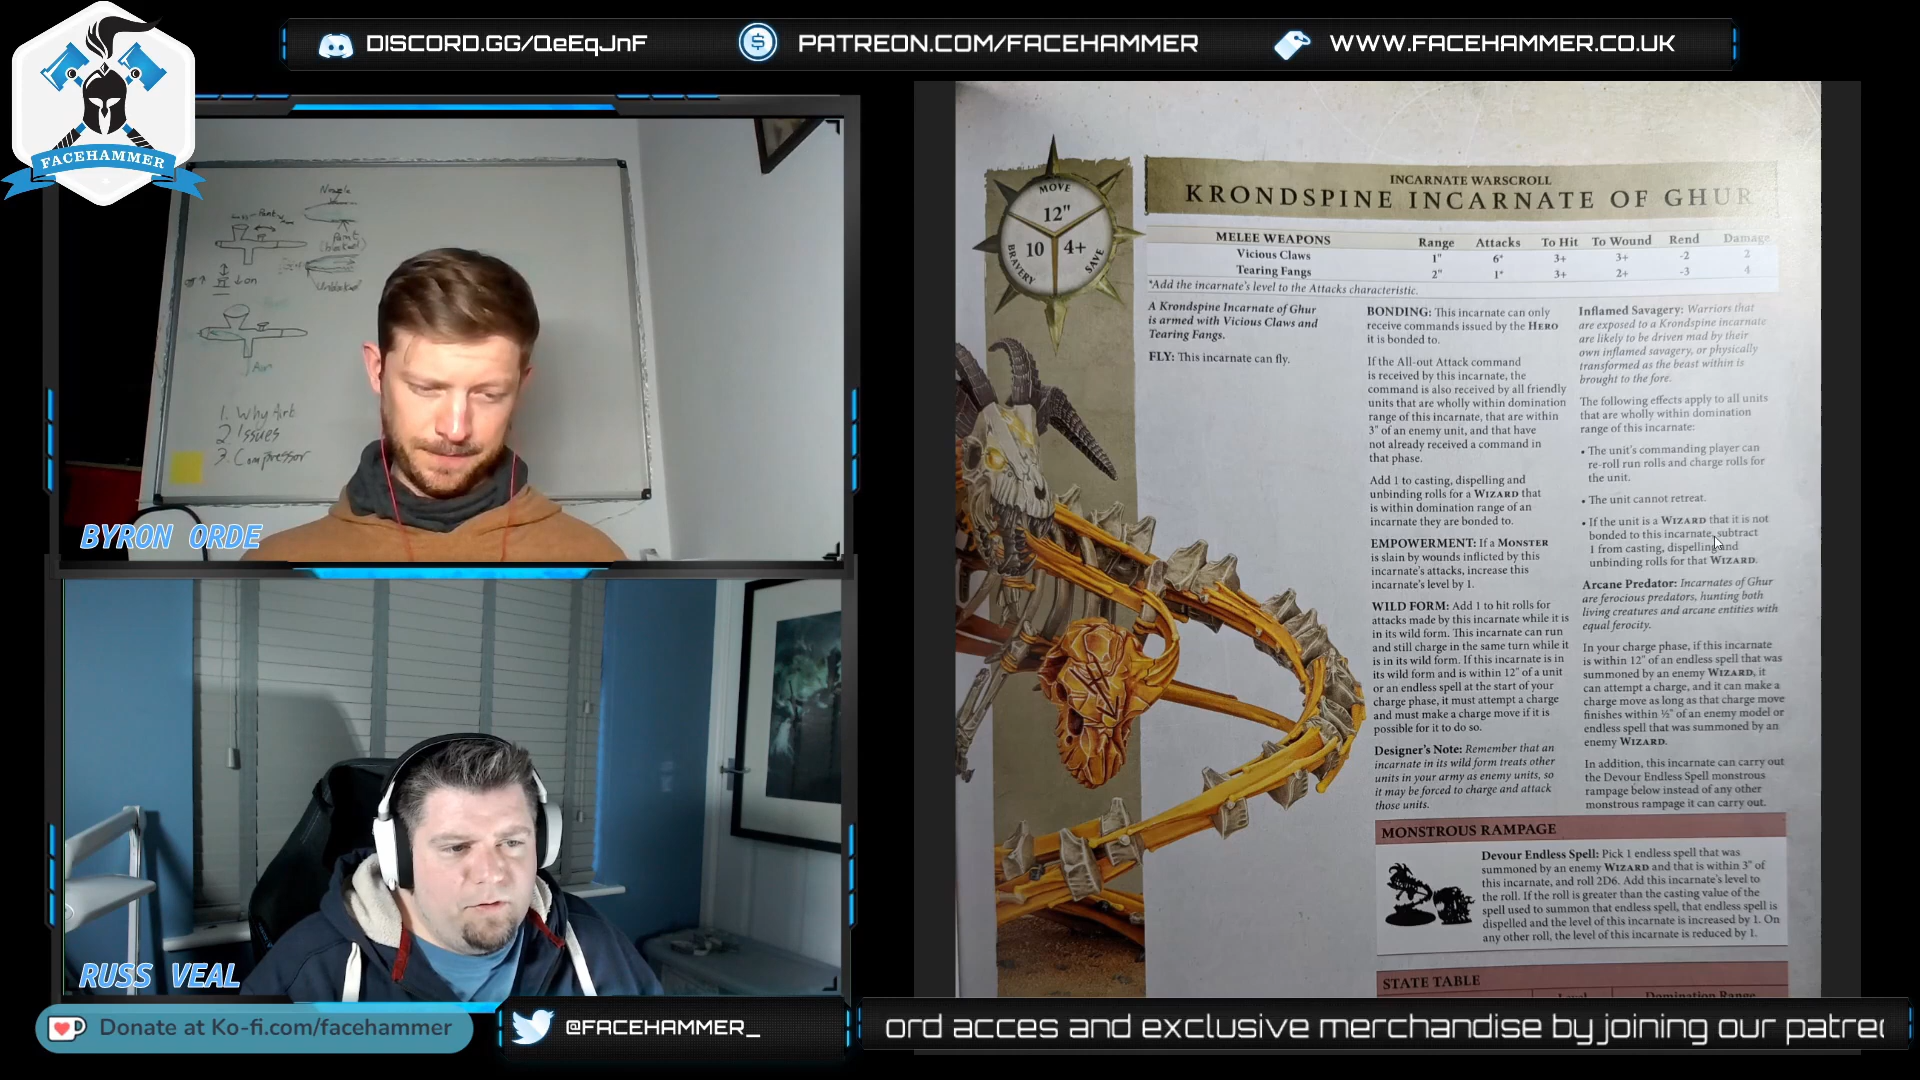 DISCORD.GG/QeEqJnF
PATREON.COM/FACEHAMMER
WWW.FACEHAMMER.CO.UK
FACEHAMMER
Nozzle
Paint
on
Unblocked
1. Why Airb
2. Issues
3. Compressor
BYRON ORDE
RUSS VEAL
INCARNATE WARSCROLL
KRONDSPINE INCARNATE OF GHUR
MOVE
12"
10
4+
BRAVERY
SAVE
MELEE WEAPONS Range Attacks To Hit To Wound Rend Damage
Vicious Claws 1" 6* 3+ 3+ -2 2
Tearing Fangs 2" 1* 3+ 2+ -3 4
*Add the incarnate's level to the Attacks characteristic.
A Krondspine Incarnate of Ghur
is armed with Vicious Claws and
Tearing Fangs.
FLY: This incarnate can fly.
BONDING: This incarnate can only
receive commands issued by the HERO
it is bonded to.
If the All-out Attack command
is received by this incarnate, the
command is also received by all friendly
units that are wholly within domination
range of this incarnate, that are within
3" of an enemy unit, and that have
not already received a command in
that phase.
Add 1 to casting, dispelling and
unbinding rolls for a WIZARD that
is within domination range of an
incarnate they are bonded to.
EMPOWERMENT: If a MONSTER
is slain by wounds inflicted by this
incarnate's attacks, increase this
incarnate's level by 1.
WILD FORM: Add 1 to hit rolls for
attacks made by this incarnate while it is
in its wild form. This incarnate can run
and still charge in the same turn while it
is in its wild form. If this incarnate is in
its wild form and is within 12" of a unit
or an endless spell at the start of your
charge phase, it must attempt a charge
and must make a charge move if it is
possible for it to do so.
Designer's Note: Remember that an
incarnate in its wild form treats other
units in your army as enemy units, so
it may be forced to charge and attack
those units.
Inflamed Savagery: Warriors that
are exposed to a Krondspine incarnate
are likely to be driven mad by their
own inflamed savagery, or physically
transformed as the beast within is
brought to the fore.
The following effects apply to all units
that are wholly within domination
range of this incarnate:
• The unit's commanding player can
re-roll run rolls and charge rolls for
the unit.
• The unit cannot retreat.
• If the unit is a WIZARD that it is not
bonded to this incarnate, subtract
1 from casting, dispelling and
unbinding rolls for that WIZARD.
Arcane Predator: Incarnates of Ghur
are ferocious predators, hunting both
living creatures and arcane entities with
equal ferocity.
In your charge phase, if this incarnate
is within 12" of an endless spell that was
summoned by an enemy WIZARD, it
can attempt a charge, and it can make a
charge move as long as that charge move
finishes within ½" of an enemy model or
endless spell that was summoned by an
enemy WIZARD.
In addition, this incarnate can carry out
the Devour Endless Spell monstrous
rampage below instead of any other
monstrous rampage it can carry out.
MONSTROUS RAMPAGE
Devour Endless Spell: Pick 1 endless spell that was
summoned by an enemy WIZARD and that is within 3" of
this incarnate, and roll 2D6. Add this incarnate's level to
the roll. If the roll is greater than the casting value of the
spell used to summon that endless spell, that endless spell is
dispelled and the level of this incarnate is increased by 1. On
any other roll, the level of this incarnate is reduced by 1.
STATE TABLE
Level Domination Range
Donate at Ko-fi.com/facehammer
@FACEHAMMER_
ord acces and exclusive merchandise by joining our patre